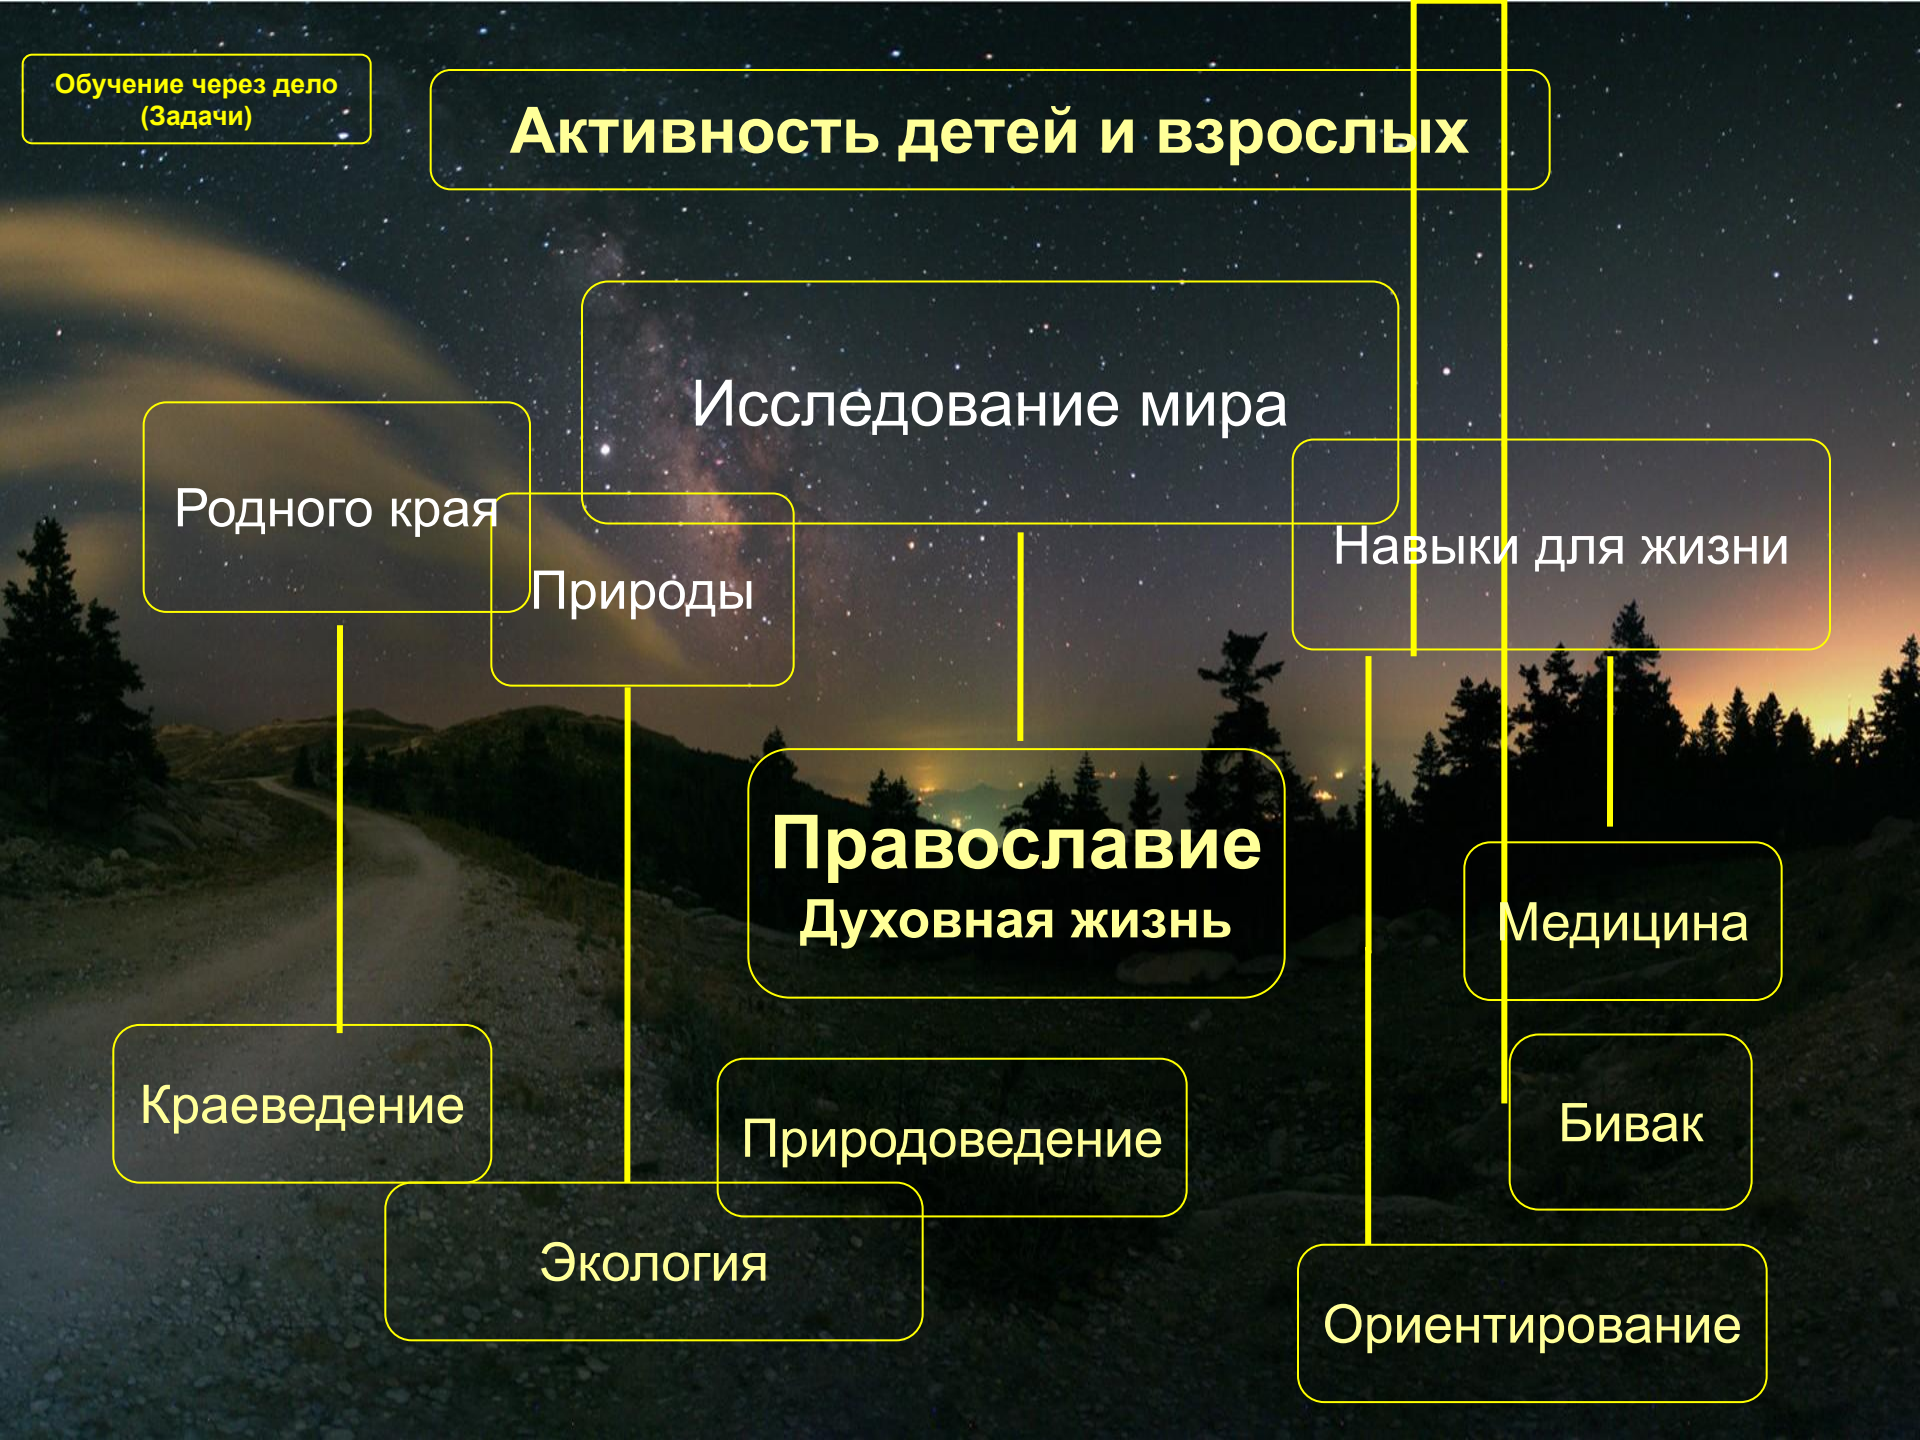 Обучение через дело
(Задачи)
Активность детей и взрослых
Исследование мира
Родного края
Природы
Навыки для жизни
Православие
Духовная жизнь
Медицина
Краеведение
Природоведение
Бивак
Экология
Ориентирование